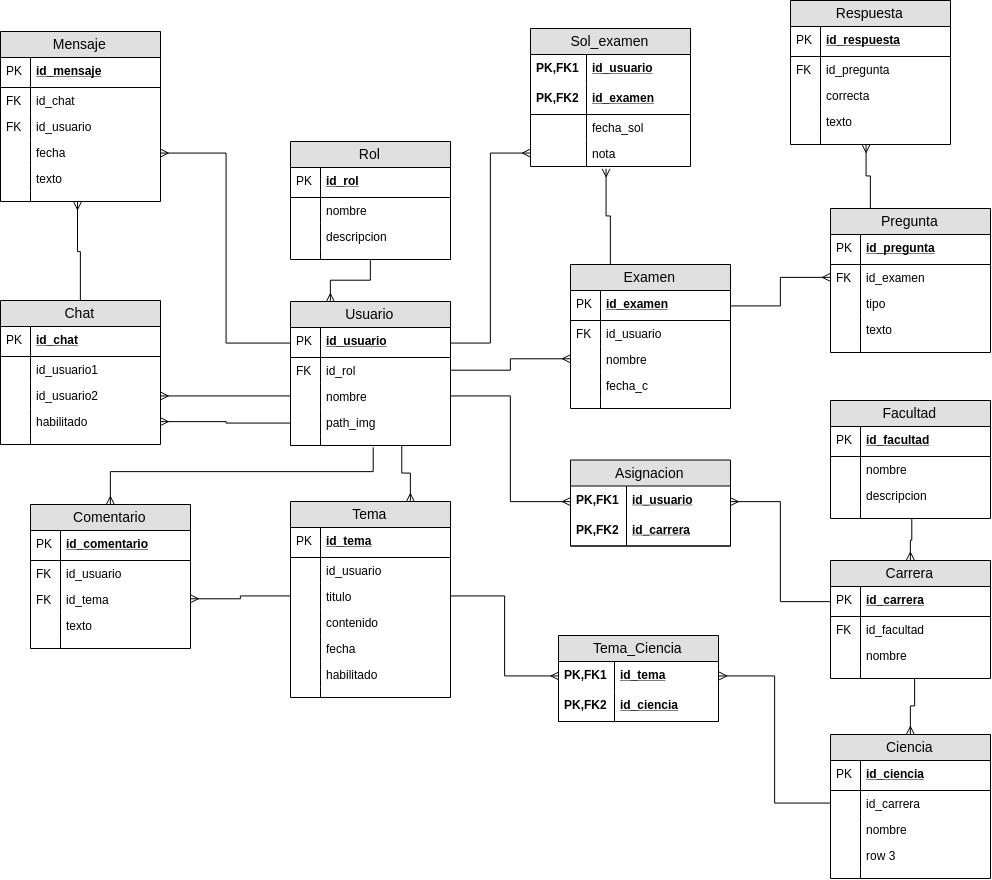 Mensaje
PK id_mensaje
FK id_chat
FK id_usuario
fecha
texto
Sol_examen
PK,FK1 id_usuario
PK,FK2 id_examen
fecha_sol
nota
Respuesta
PK id_respuesta
FK id_pregunta
correcta
texto
Rol
PK id_rol
nombre
descripcion
Pregunta
PK id_pregunta
FK id_examen
tipo
texto
Examen
PK id_examen
FK id_usuario
nombre
fecha_c
Chat
PK id_chat
id_usuario1
id_usuario2
habilitado
Usuario
PK id_usuario
FK id_rol
nombre
path_img
Facultad
PK id_facultad
nombre
descripcion
Asignacion
PK,FK1 id_usuario
PK,FK2 id_carrera
Comentario
PK id_comentario
FK id_usuario
FK id_tema
texto
Tema
PK id_tema
id_usuario
titulo
contenido
fecha
habilitado
Carrera
PK id_carrera
FK id_facultad
nombre
Tema_Ciencia
PK,FK1 id_tema
PK,FK2 id_ciencia
Ciencia
PK id_ciencia
id_carrera
nombre
row 3